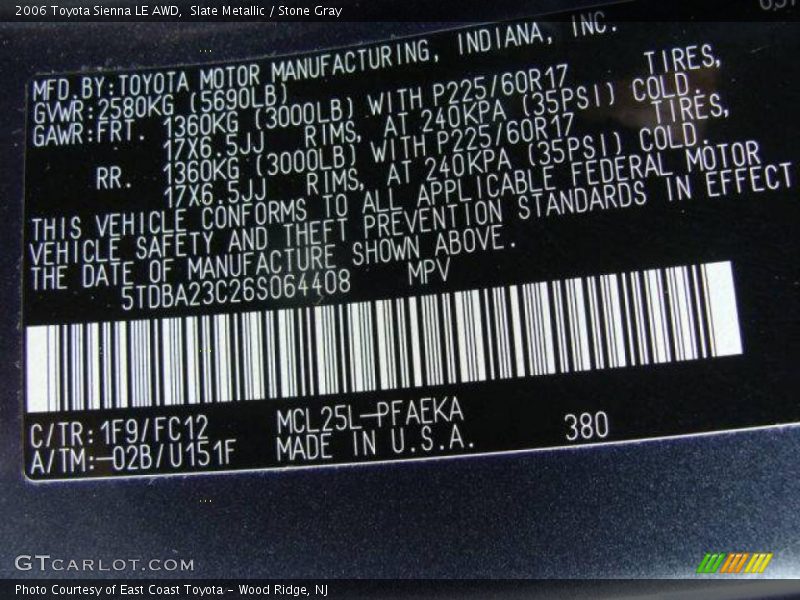 2006 Toyota Sienna LE AWD,  Slate Metallic / Stone Gray
MFD.BY:TOYOTA MOTOR MANUFACTURING, INDIANA, INC.
GVWR:2580KG (5690LB)
GAWR:FRT. 1360KG (3000LB) WITH P225/60R17 TIRES,
17X6.5JJ RIMS, AT 240KPA (35PSI) COLD.
RR. 1360KG (3000LB) WITH P225/60R17 TIRES,
17X6.5JJ RIMS, AT 240KPA (35PSI) COLD.
THIS VEHICLE CONFORMS TO ALL APPLICABLE FEDERAL MOTOR
VEHICLE SAFETY AND THEFT PREVENTION STANDARDS IN EFFECT
THE DATE OF MANUFACTURE SHOWN ABOVE.
5TDBA23C26S064408 MPV
C/TR:1F9/FC12 MCL25L-PFAEKA 380
A/TM:-02B/U151F MADE IN U.S.A.
GTcarlot.com
Photo Courtesy of East Coast Toyota - Wood Ridge, NJ